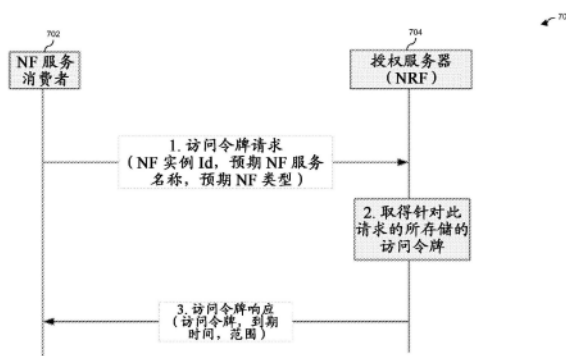 702
NF 服务
消费者
704
授权服务器
（NRF）
1. 访问令牌请求
（NF 实例 Id，预期 NF 服务
名称，预期 NF 类型）
2. 取得针对此
请求的所存储的
访问令牌
3. 访问令牌响应
（访问令牌，到期
时间，范围）